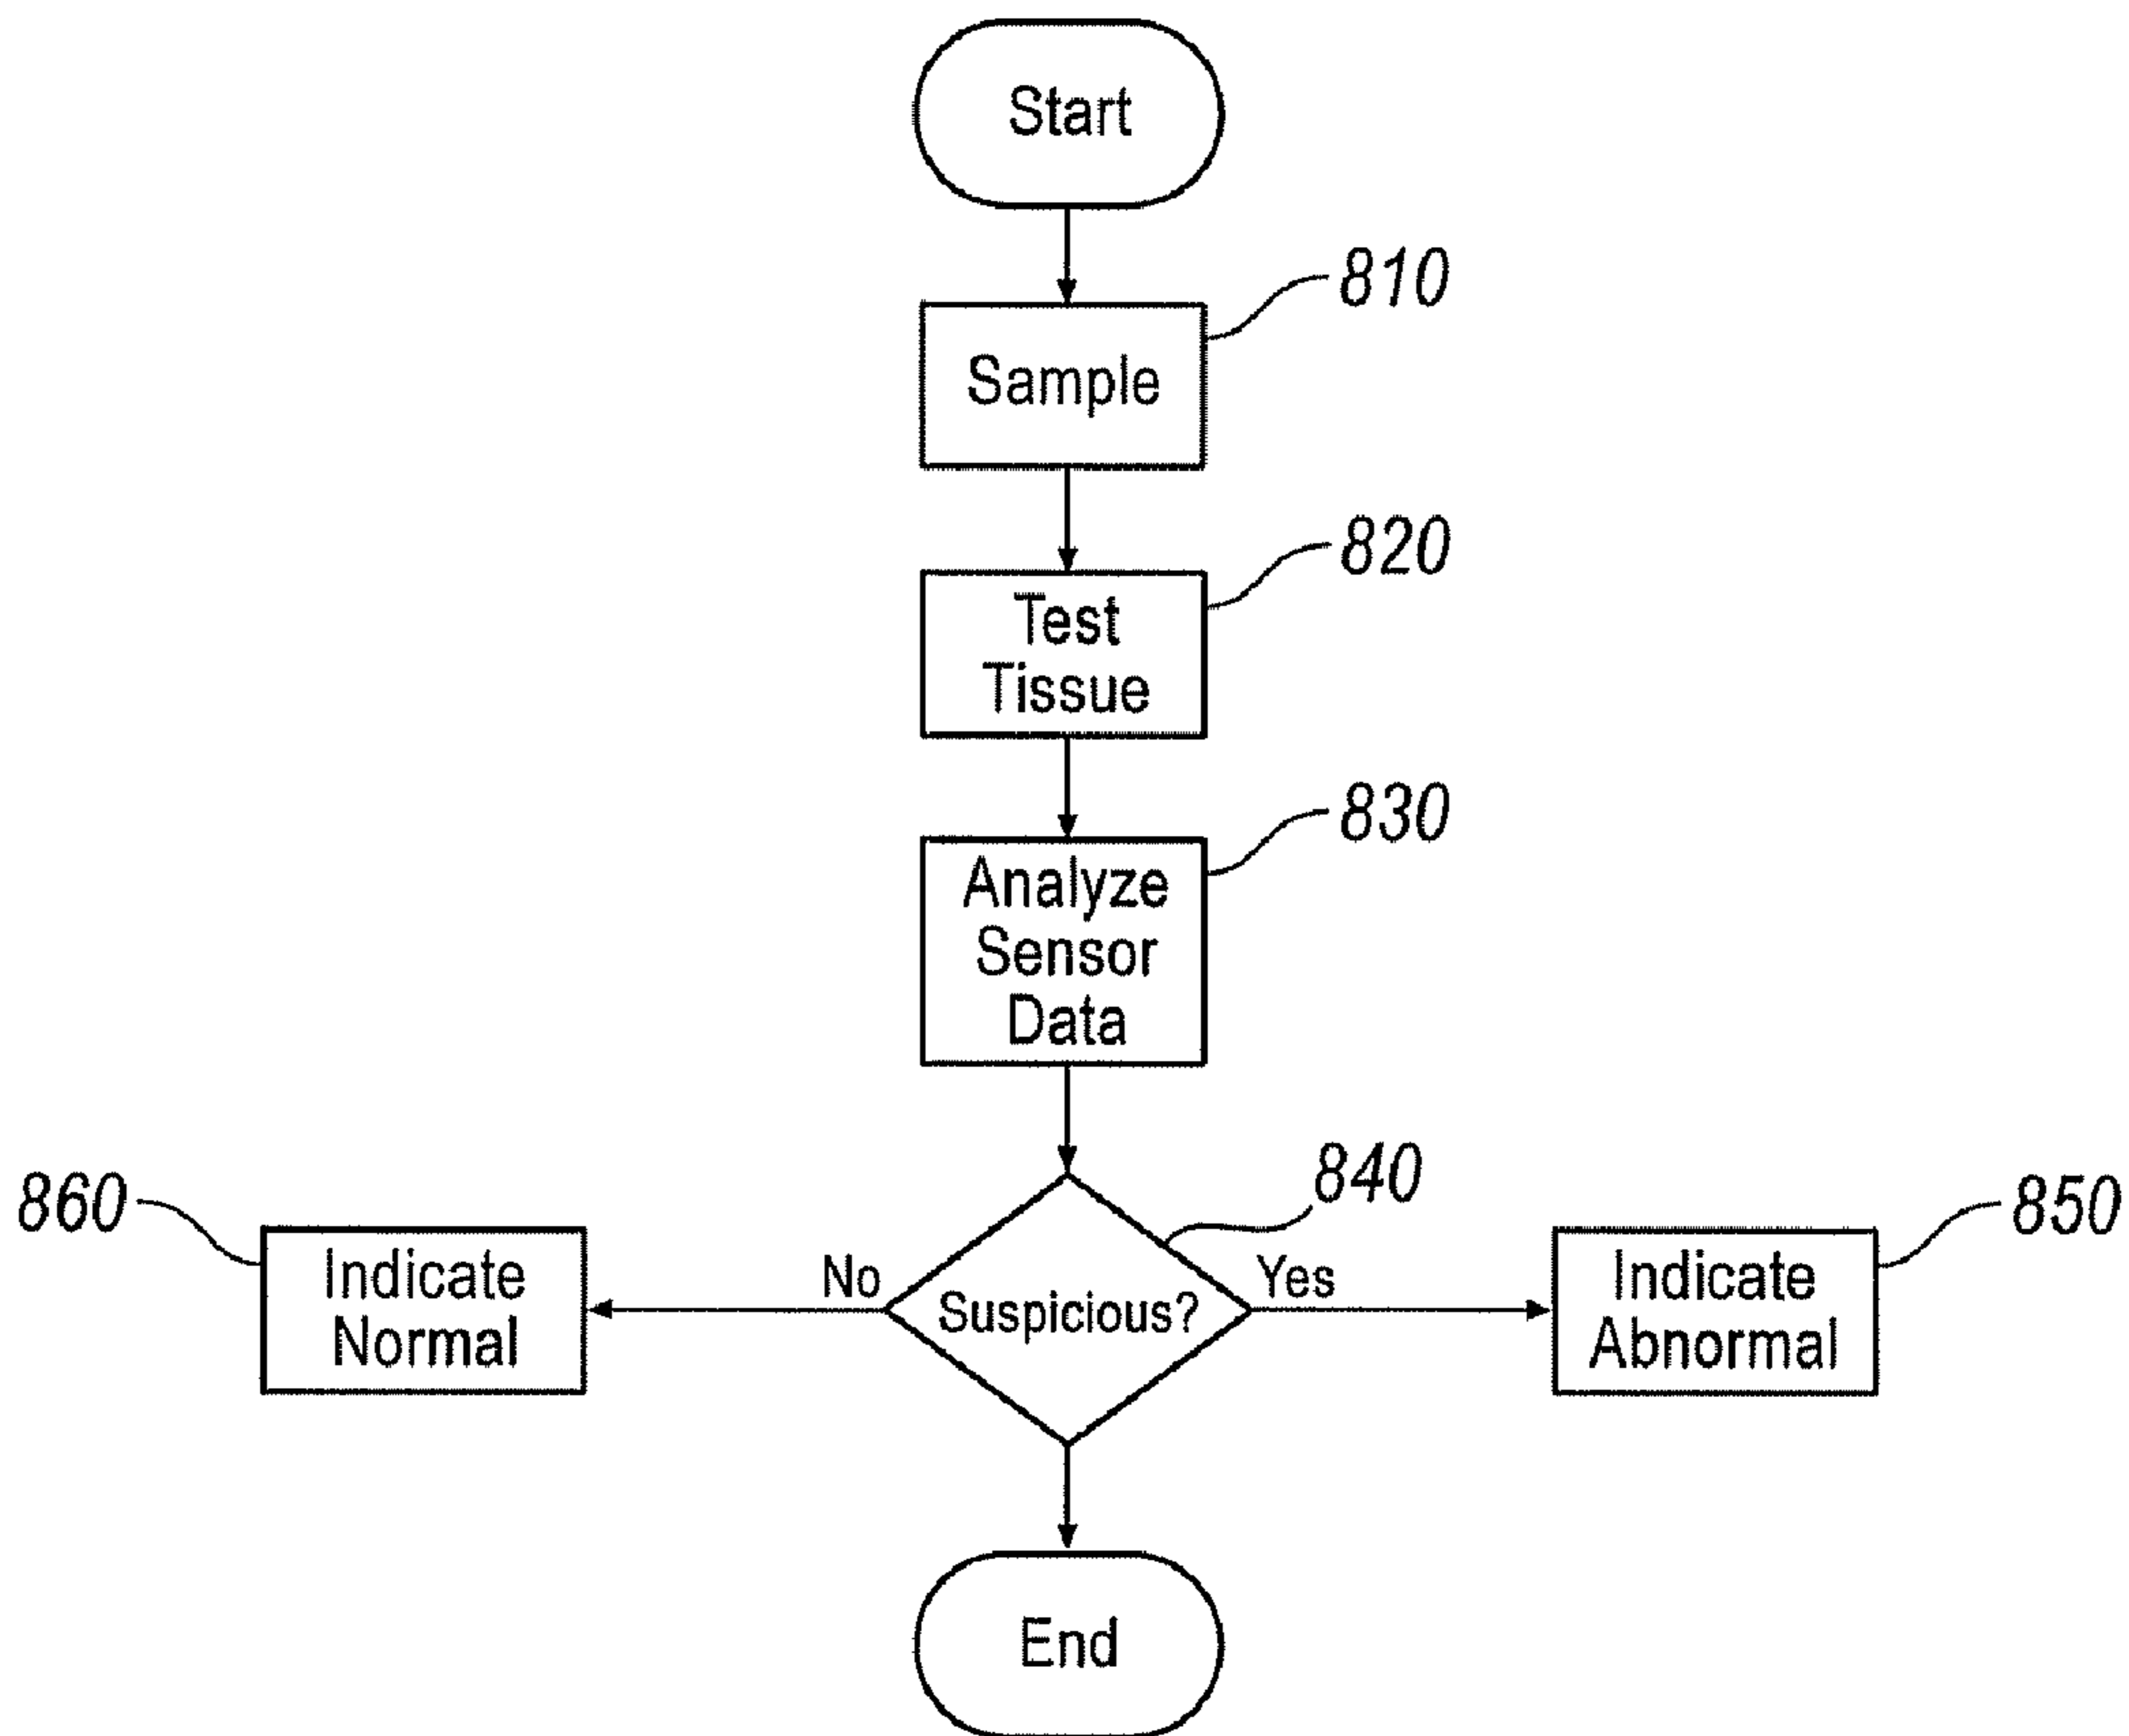 Start
810
Sample
820
Test
Tissue
830
Analyze
Sensor
Data
840
860
850
Indicate
Normal
No
Suspicious?
Yes
Indicate
Abnormal
End